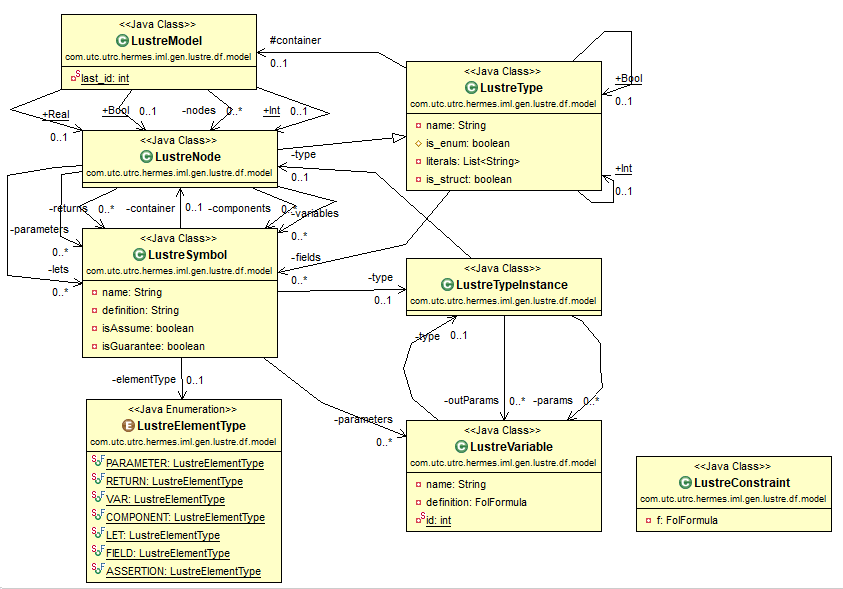 <<Java Class>>
LustreModel
com.utc.utrc.hermes.iml.gen.lustre.df.model
last_id: int
#container
0..1
<<Java Class>>
LustreType
com.utc.utrc.hermes.iml.gen.lustre.df.model
name: String
is_enum: boolean
literals: List<String>
is_struct: boolean
+Bool
0..1
+Int
0..1
+Real
0..1
+Bool
0..1
-nodes
0..*
+Int
0..1
<<Java Class>>
LustreNode
com.utc.utrc.hermes.iml.gen.lustre.df.model
-type
0..1
-returns
0..*
-container
0..1
-components
0..*
-variables
0..*
-parameters
0..*
-lets
0..*
<<Java Class>>
LustreSymbol
com.utc.utrc.hermes.iml.gen.lustre.df.model
name: String
definition: String
isAssume: boolean
isGuarantee: boolean
-fields
0..*
-type
0..1
<<Java Class>>
LustreTypeInstance
com.utc.utrc.hermes.iml.gen.lustre.df.model
-type
0..1
-outParams
0..*
-params
0..*
-elementType
0..1
-parameters
0..*
<<Java Enumeration>>
LustreElementType
com.utc.utrc.hermes.iml.gen.lustre.df.model
PARAMETER: LustreElementType
RETURN: LustreElementType
VAR: LustreElementType
COMPONENT: LustreElementType
LET: LustreElementType
FIELD: LustreElementType
ASSERTION: LustreElementType
<<Java Class>>
LustreVariable
com.utc.utrc.hermes.iml.gen.lustre.df.model
name: String
definition: FolFormula
id: int
<<Java Class>>
LustreConstraint
com.utc.utrc.hermes.iml.gen.lustre.df.model
f: FolFormula